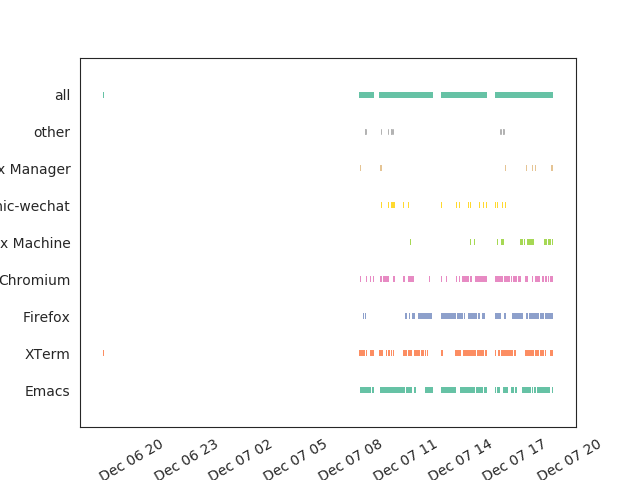 all
other
x Manager
nic-wechat
x Machine
Chromium
Firefox
XTerm
Emacs
Dec 06 20
Dec 06 23
Dec 07 02
Dec 07 05
Dec 07 08
Dec 07 11
Dec 07 14
Dec 07 17
Dec 07 20